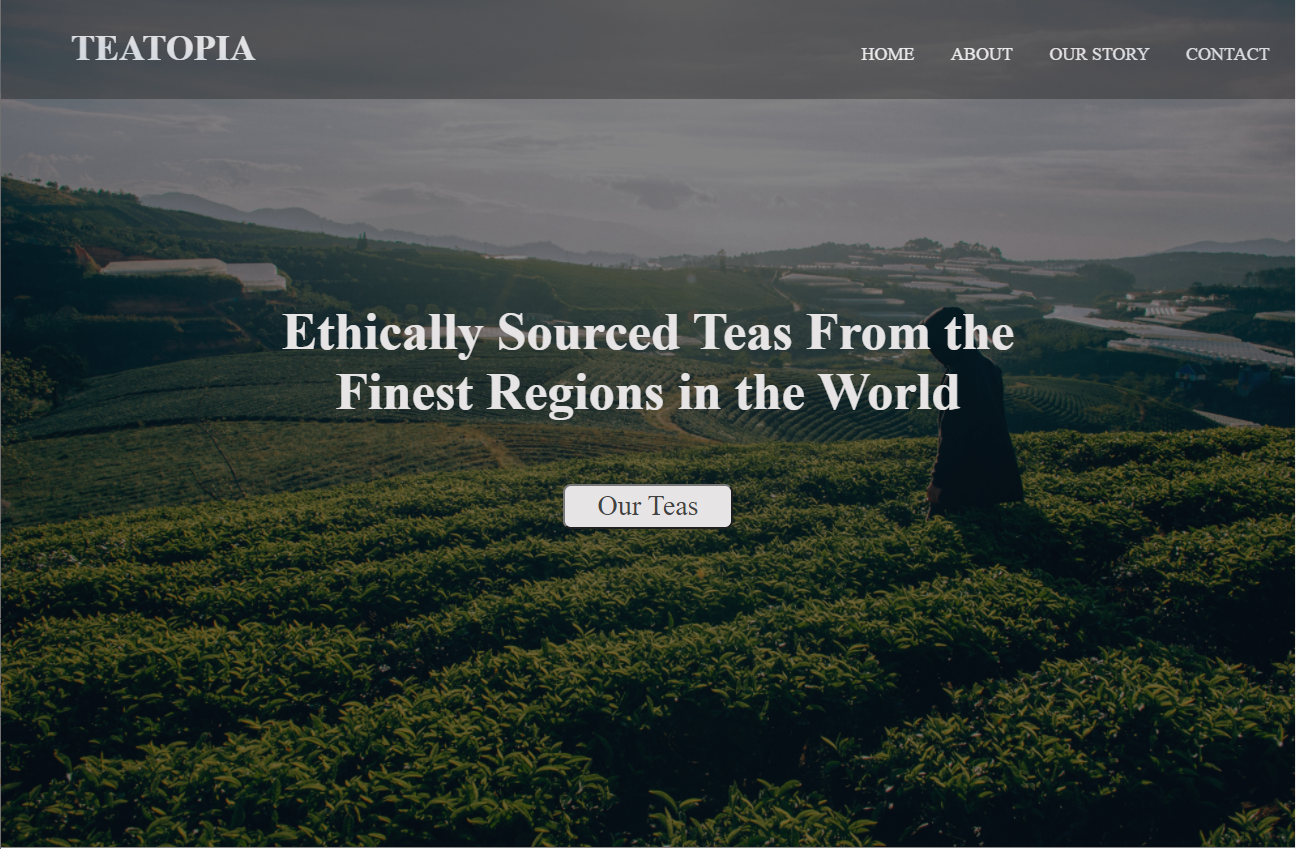 TEATOPIA
HOME ABOUT OUR STORY CONTACT
Ethically Sourced Teas From the
Finest Regions in the World
Our Teas